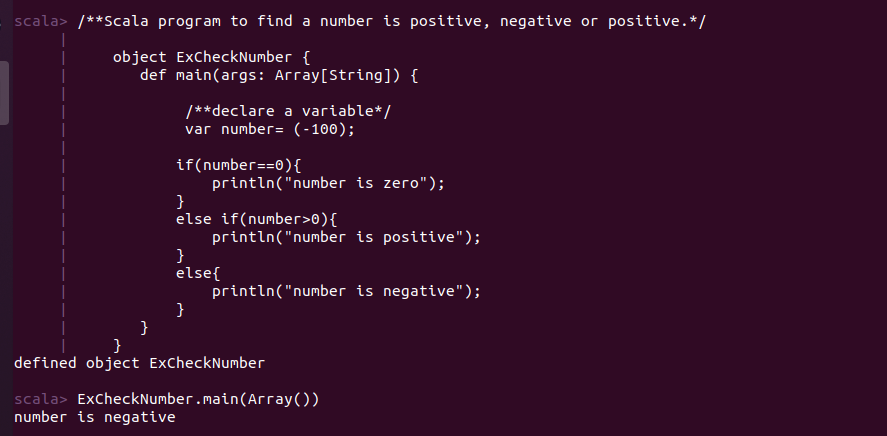 scala> /**Scala program to find a number is positive, negative or positive.*/
     |
     |     object ExCheckNumber {
     |        def main(args: Array[String]) {
     |
     |             /**declare a variable*/
     |             var number= (-100);
     |
     |            if(number==0){
     |                println("number is zero");
     |            }
     |            else if(number>0){
     |                println("number is positive");
     |            }
     |            else{
     |                println("number is negative");
     |            }
     |        }
     |     }
defined object ExCheckNumber

scala> ExCheckNumber.main(Array())
number is negative